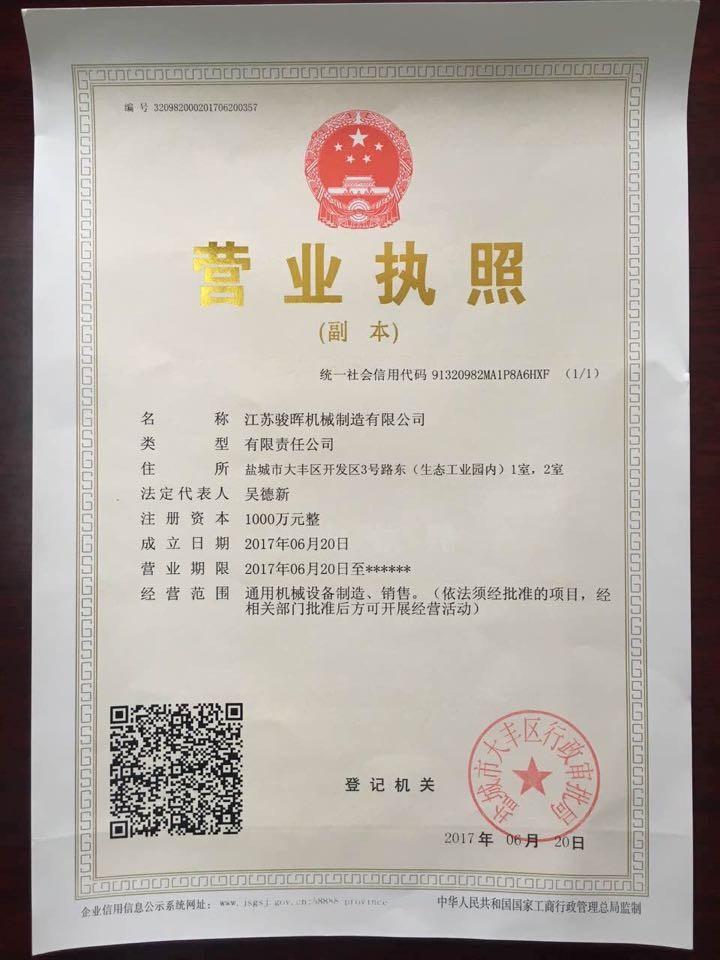 编 号 320982000201706200357
营业执照
(副 本)
统一社会信用代码 91320982MA1P8A6HXF （1/1）
名 称 江苏骏晖机械制造有限公司
类 型 有限责任公司
住 所 盐城市大丰区开发区3号路东（生态工业园内）1室，2室
法定代表人 吴德新
注 册 资 本 1000万元整
成 立 日 期 2017年06月20日
营 业 期 限 2017年06月20日至******
经 营 范 围 通用机械设备制造、销售。（依法须经批准的项目，经
相关部门批准后方可开展经营活动）
盐城市大丰区行政审批局
登 记 机 关
2017 年 06 月 20 日
企业信用信息公示系统网址： www.jsgsj.gov.cn:58888/province
中华人民共和国国家工商行政管理总局监制